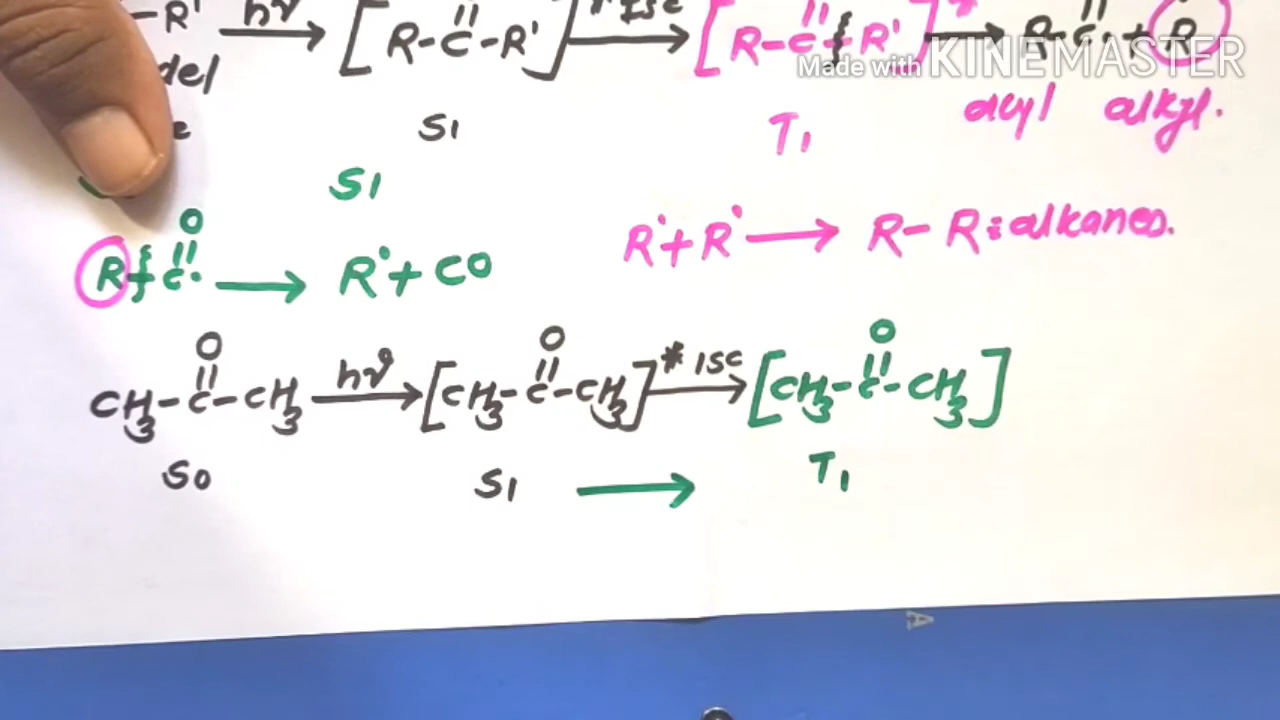 -R' hν [R-C-R'] * ISC [R-C-R'] R-C· + R·
S1 T1 acyl alkyl.
Made with KINEMASTER
S1
R-C=O· → R· + CO
R· + R· → R-R : alkanes.
O O O
CH3-C-CH3 hν→ [CH3-C-CH3] * ISC→ [CH3-C-CH3]
S0 S1 → T1
A